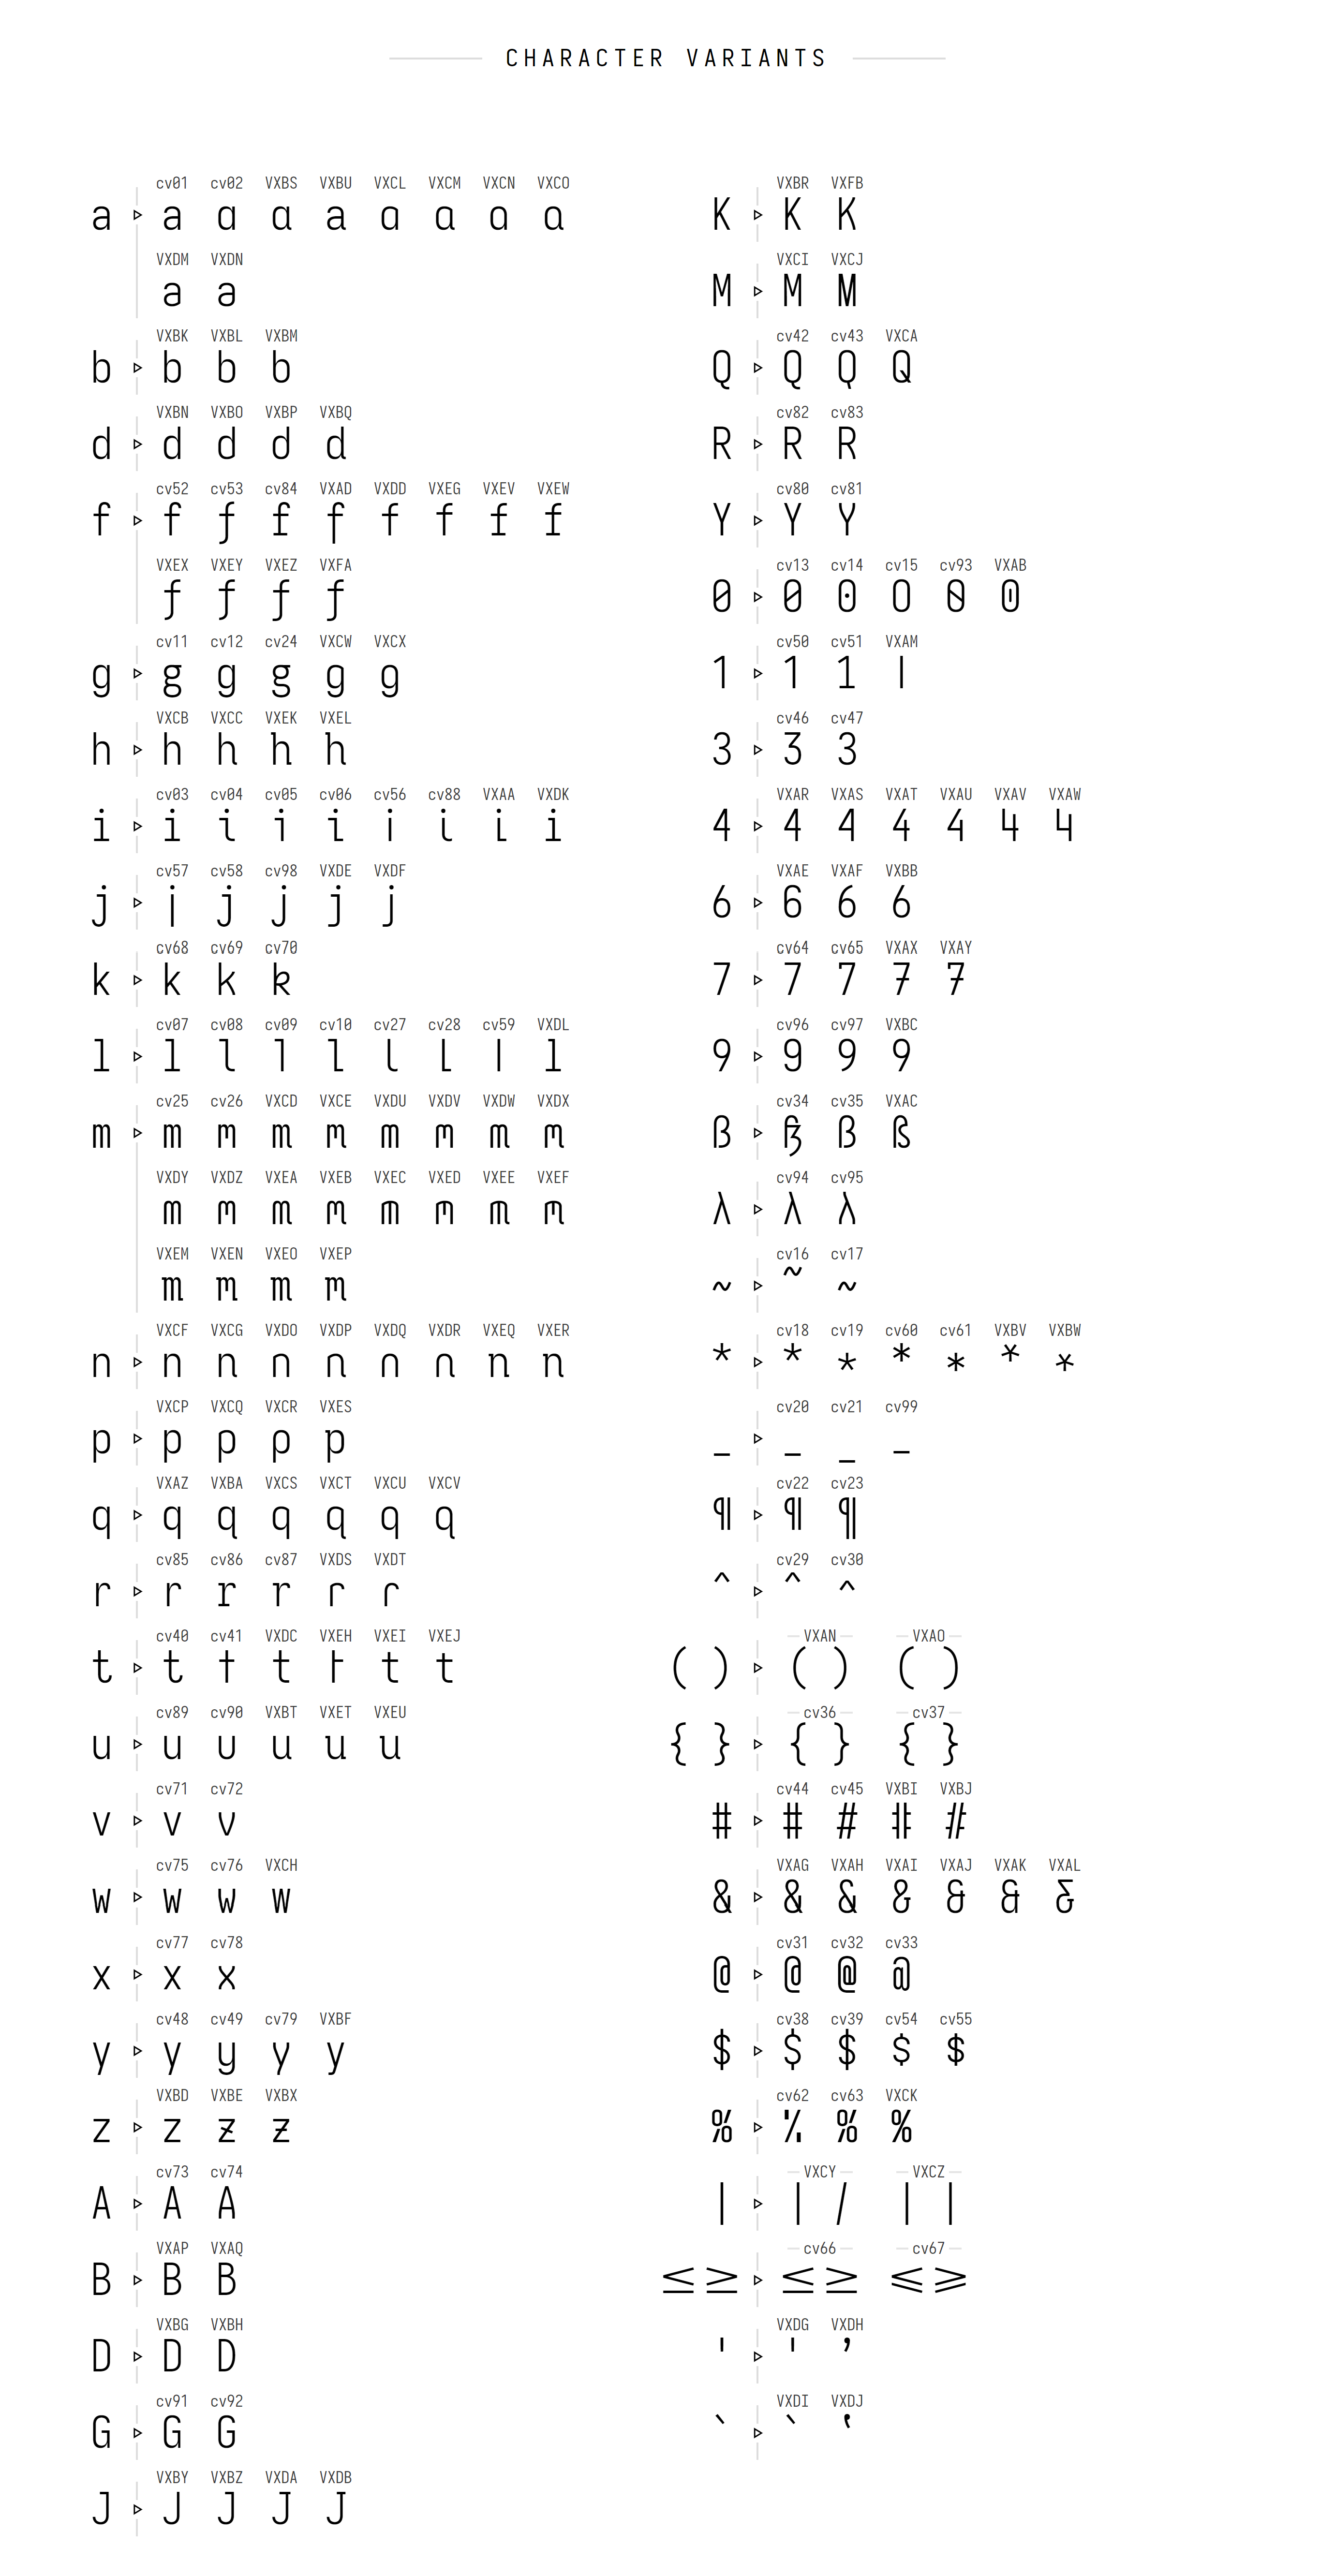 CHARACTER VARIANTS
cv01 cv02 VXBS VXBU VXCL VXCM VXCN VXCO
a a a a a a a a a
VXDM VXDN
a a
VXBK VXBL VXBM
b b b b
VXBN VXBO VXBP VXBQ
d d d d d
cv52 cv53 cv84 VXAD VXDD VXEG VXEV VXEW
f f f f f f f f f
VXEX VXEY VXEZ VXFA
f f f f
cv11 cv12 cv24 VXCW VXCX
g g g g g g
VXCB VXCC VXEK VXEL
h h h h h
cv03 cv04 cv05 cv06 cv56 cv88 VXAA VXDK
i i i i i i i i i
cv57 cv58 cv98 VXDE VXDF
j j j j j j
cv68 cv69 cv70
k k k k
cv07 cv08 cv09 cv10 cv27 cv28 cv59 VXDL
l l l l l l l l l
cv25 cv26 VXCD VXCE VXDU VXDV VXDW VXDX
m m m m m m m m m
VXDY VXDZ VXEA VXEB VXEC VXED VXEE VXEF
m m m m m m m m
VXEM VXEN VXEO VXEP
m m m m
VXCF VXCG VXDO VXDP VXDQ VXDR VXEQ VXER
n n n n n n n n n
VXCP VXCQ VXCR VXES
p p p p p
VXAZ VXBA VXCS VXCT VXCU VXCV
q q q q q q q
cv85 cv86 cv87 VXDS VXDT
r r r r r r
cv40 cv41 VXDC VXEH VXEI VXEJ
t t t t t t t
cv89 cv90 VXBT VXET VXEU
u u u u u u
cv71 cv72
v v v
cv75 cv76 VXCH
w w w w
cv77 cv78
x x x
cv48 cv49 cv79 VXBF
y y y y y
VXBD VXBE VXBX
z z z z
cv73 cv74
A A A
VXAP VXAQ
B B B
VXBG VXBH
D D D
cv91 cv92
G G G
VXBY VXBZ VXDA VXDB
J J J J J
VXBR VXFB
K K K
VXCI VXCJ
M M M
cv42 cv43 VXCA
Q Q Q Q
cv82 cv83
R R R
cv80 cv81
Y Y Y
cv13 cv14 cv15 cv93 VXAB
0 0 0 0 0 0
cv50 cv51 VXAM
1 1 1 1
cv46 cv47
3 3 3
VXAR VXAS VXAT VXAU VXAV VXAW
4 4 4 4 4 4 4
VXAE VXAF VXBB
6 6 6 6
cv64 cv65 VXAX VXAY
7 7 7 7 7
cv96 cv97 VXBC
9 9 9 9
cv34 cv35 VXAC
ß ß ß ß
cv94 cv95
λ λ λ
cv16 cv17
~ ~ ~
cv18 cv19 cv60 cv61 VXBV VXBW
* * * * * * *
cv20 cv21 cv99
_ _ _ _
cv22 cv23
¶ ¶ ¶
cv29 cv30
^ ^ ^
VXAN VXAO
( ) ( ) ( )
cv36 cv37
{ } { } { }
cv44 cv45 VXBI VXBJ
# # # # #
VXAG VXAH VXAI VXAJ VXAK VXAL
& & & & & & &
cv31 cv32 cv33
@ @ @ @
cv38 cv39 cv54 cv55
$ $ $ $ $
cv62 cv63 VXCK
% % % %
VXCY VXCZ
| | / | |
cv66 cv67
≤ ≥ ≤ ≥ ⩽ ⩾
VXDG VXDH
' ' ’
VXDI VXDJ
` ` ‛